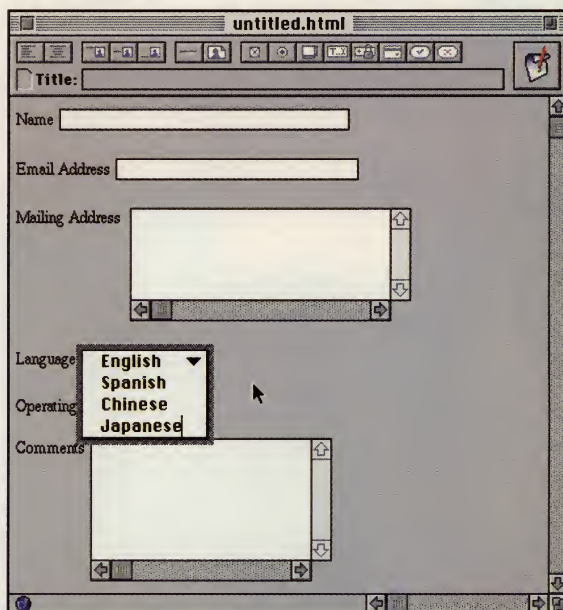 untitled.html
Title:
Name
Email Address
Mailing Address
Language
English
Spanish
Chinese
Japanese
Operating
Comments